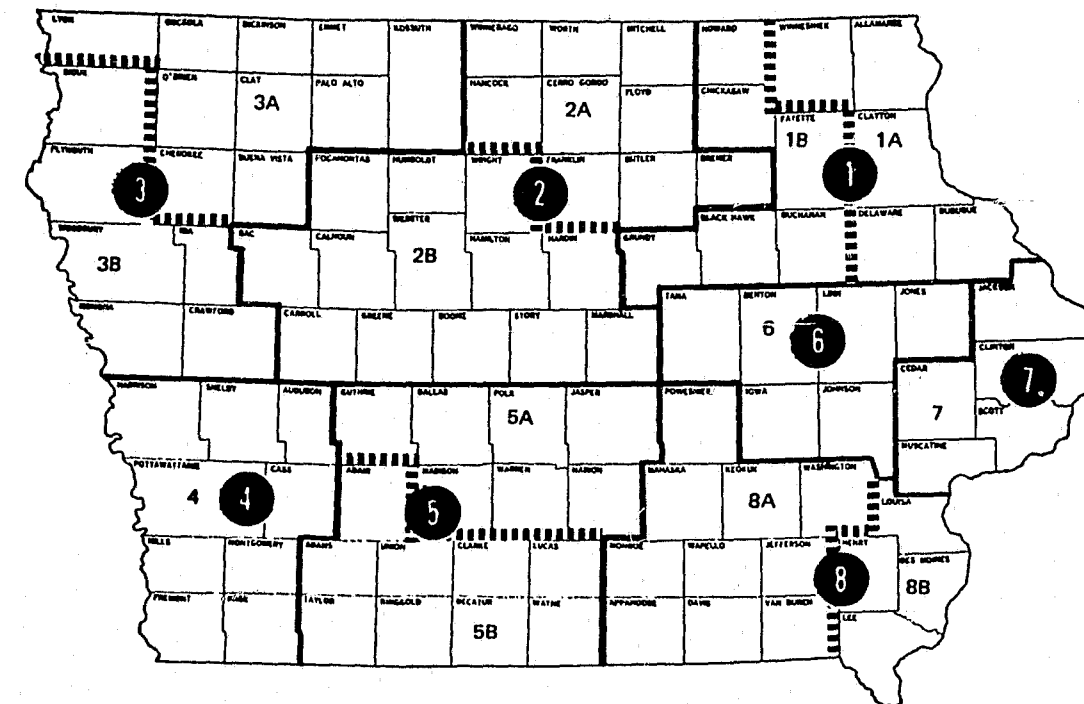 LYON OSCEOLA DICKINSON EMMET KOSSUTH WINNEBAGO WORTH MITCHELL HOWARD WINNESHIEK ALLAMAKEE
SIOUX O'BRIEN CLAY PALO ALTO HANCOCK CERRO GORDO FLOYD CHICKASAW FAYETTE CLAYTON
3A 2A 1B 1A
PLYMOUTH CHEROKEE BUENA VISTA POCAHONTAS HUMBOLDT WRIGHT FRANKLIN BUTLER BREMER
3 2 1
WOODBURY IDA SAC CALHOUN WEBSTER HAMILTON HARDIN GRUNDY BLACK HAWK BUCHANAN DELAWARE DUBUQUE
3B 2B
MONONA CRAWFORD CARROLL GREENE BOONE STORY MARSHALL TAMA BENTON LINN JONES JACKSON
6 6
HARRISON SHELBY AUDUBON GUTHRIE DALLAS POLK JASPER POWESHIEK IOWA JOHNSON CEDAR CLINTON
5A 7 7
SCOTT
MUSCATINE
POTTAWATTAMIE CASS ADAIR MADISON WARREN MARION MAHASKA KEOKUK WASHINGTON LOUISA
4 4 5 8A
MILLS MONTGOMERY ADAMS UNION CLARKE LUCAS MONROE WAPELLO JEFFERSON HENRY DES MOINES
8 8B
FREMONT PAGE TAYLOR RINGGOLD DECATUR WAYNE APPANOOSE DAVIS VAN BUREN LEE
5B